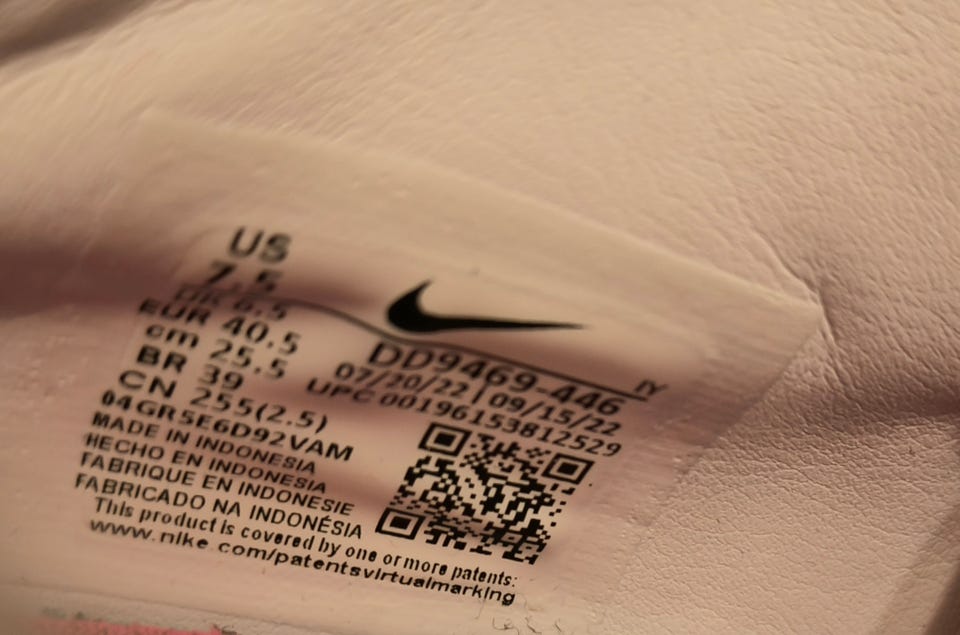 US
7.5
UK 6.5
EUR 40.5
cm 25.5
BR 39
CN 255(2.5)
04GR5E6D92VAM
MADE IN INDONESIA
HECHO EN INDONESIA
FABRIQUE EN INDONESIE
FABRICADO NA INDONÉSIA
This product is covered by one or more patents:
www.nike.com/patentsvirtualmarking
IY
DD9469-446
07/20/22 | 09/15/22
UPC 00196153812529